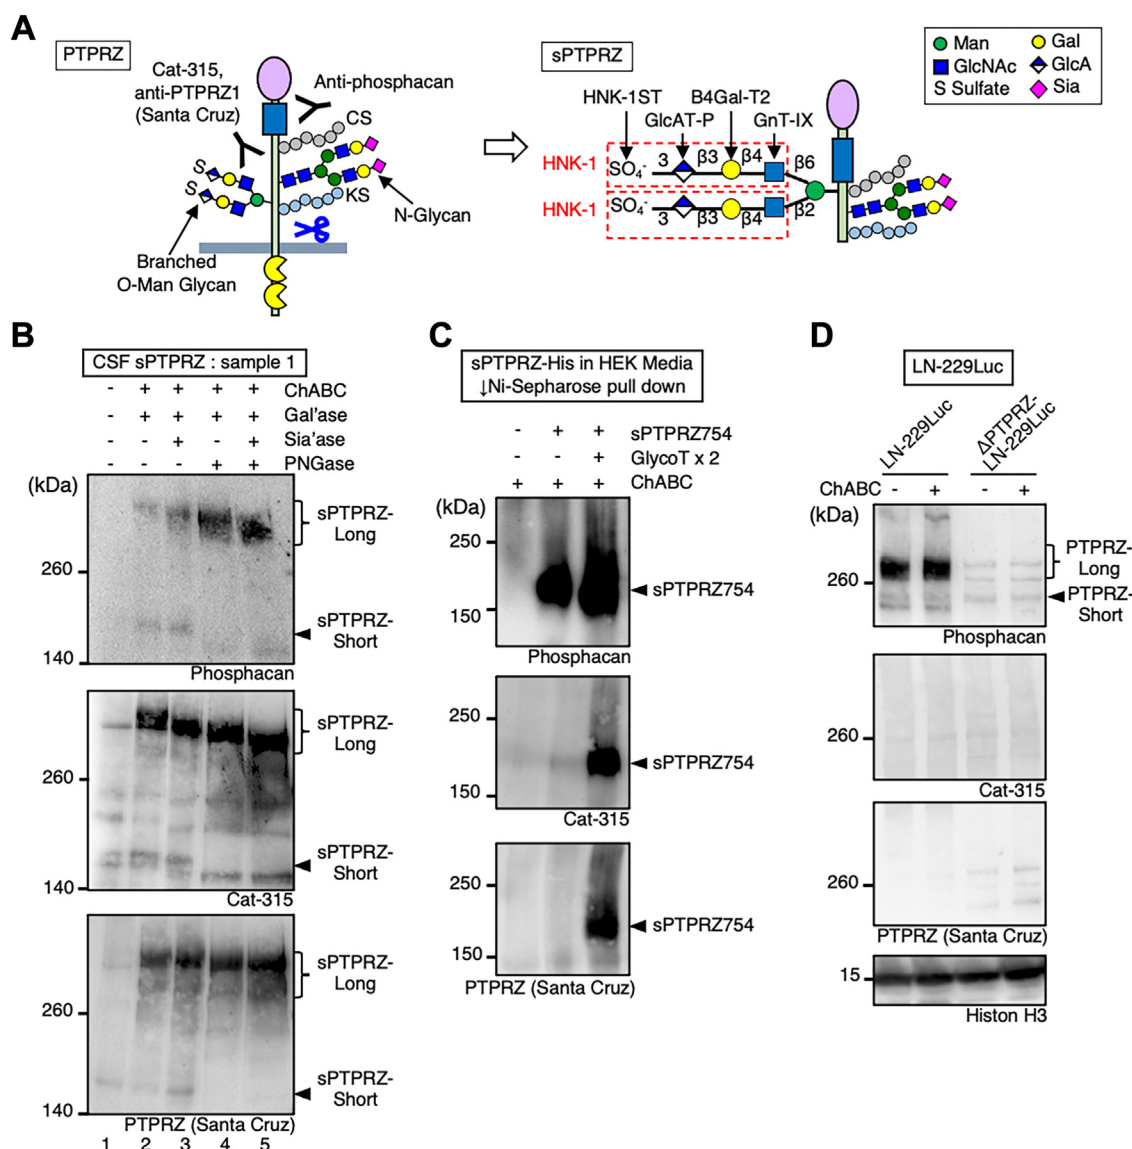 A
PTPRZ
Cat-315,
anti-PTPRZ1
(Santa Cruz)
Anti-phosphacan
CS
S
S
KS
N-Glycan
Branched
O-Man Glycan
sPTPRZ
HNK-1ST
B4Gal-T2
GlcAT-P
GnT-IX
HNK-1
SO4-
3
β3
β4
β6
HNK-1
SO4-
3
β3
β4
β2
Man
Gal
GlcNAc
GlcA
S Sulfate
Sia
B
CSF sPTPRZ : sample 1
- + + + + ChABC
- + + + + Gal'ase
- - + - + Sia'ase
- - - + + PNGase
(kDa)
sPTPRZ-
Long
260
sPTPRZ-
Short
140
Phosphacan
sPTPRZ-
Long
260
sPTPRZ-
Short
140
Cat-315
sPTPRZ-
Long
260
sPTPRZ-
Short
140
PTPRZ (Santa Cruz)
1 2 3 4 5
C
sPTPRZ-His in HEK Media
↓Ni-Sepharose pull down
- + + sPTPRZ754
- - + GlycoT x 2
+ + + ChABC
(kDa)
250
sPTPRZ754
150
Phosphacan
250
sPTPRZ754
150
Cat-315
250
sPTPRZ754
150
PTPRZ (Santa Cruz)
D
LN-229Luc
LN-229Luc
ΔPTPRZ-
LN-229Luc
ChABC - + - +
(kDa)
PTPRZ-
Long
260
PTPRZ-
Short
Phosphacan
260
Cat-315
260
PTPRZ (Santa Cruz)
15
Histon H3